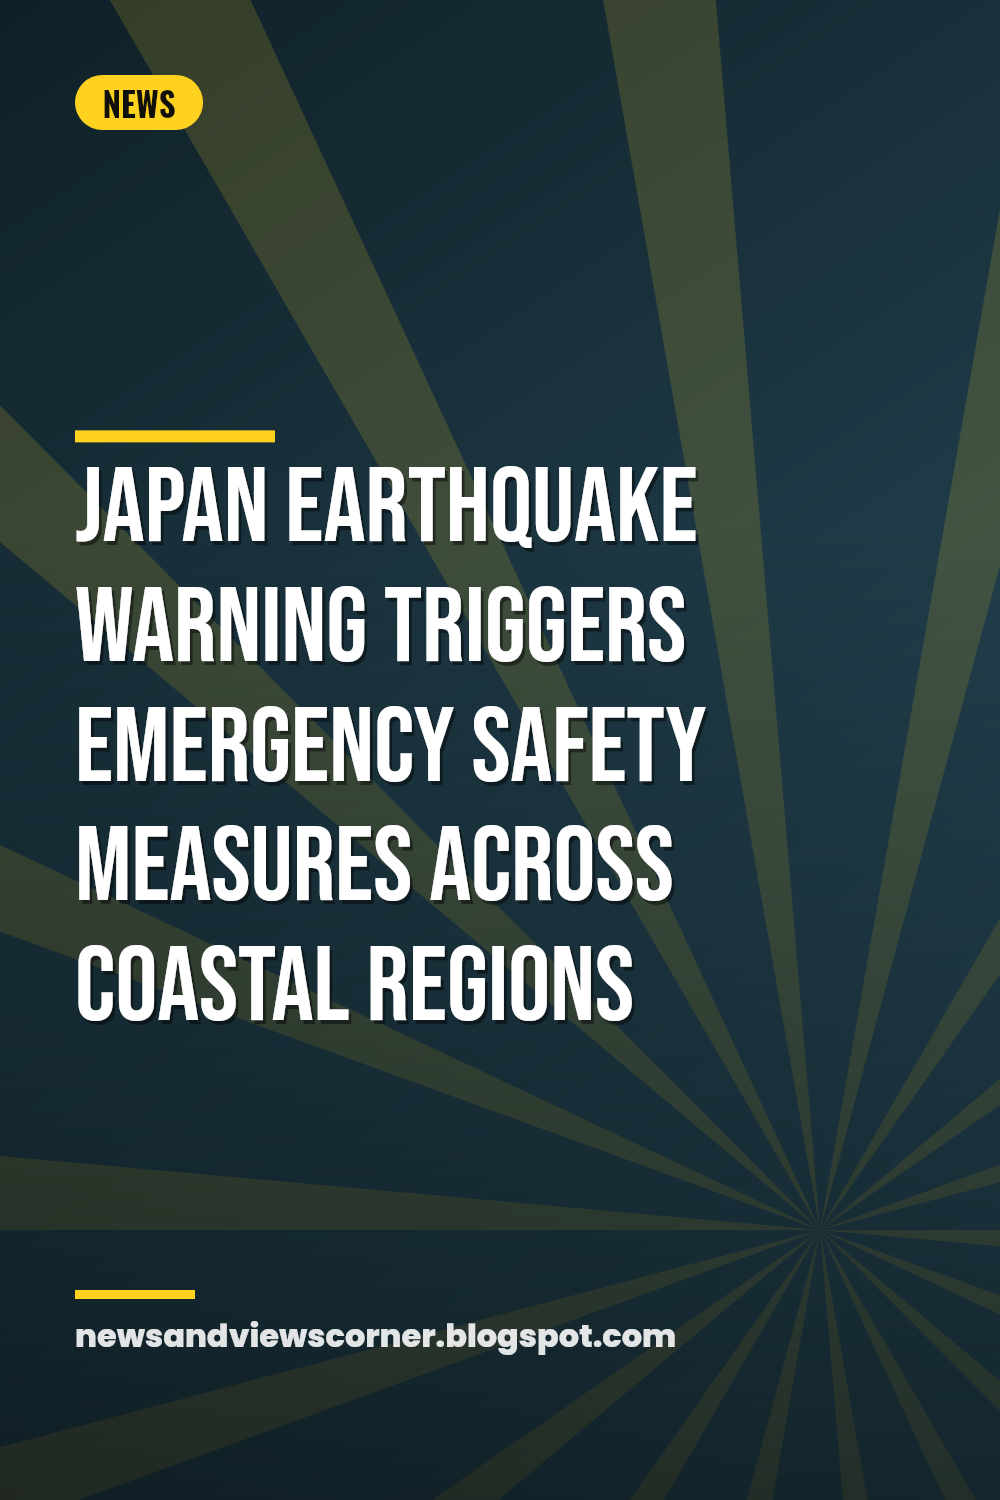 NEWS
JAPAN EARTHQUAKE
WARNING TRIGGERS
EMERGENCY SAFETY
MEASURES ACROSS
COASTAL REGIONS
newsandviewscorner.blogspot.com